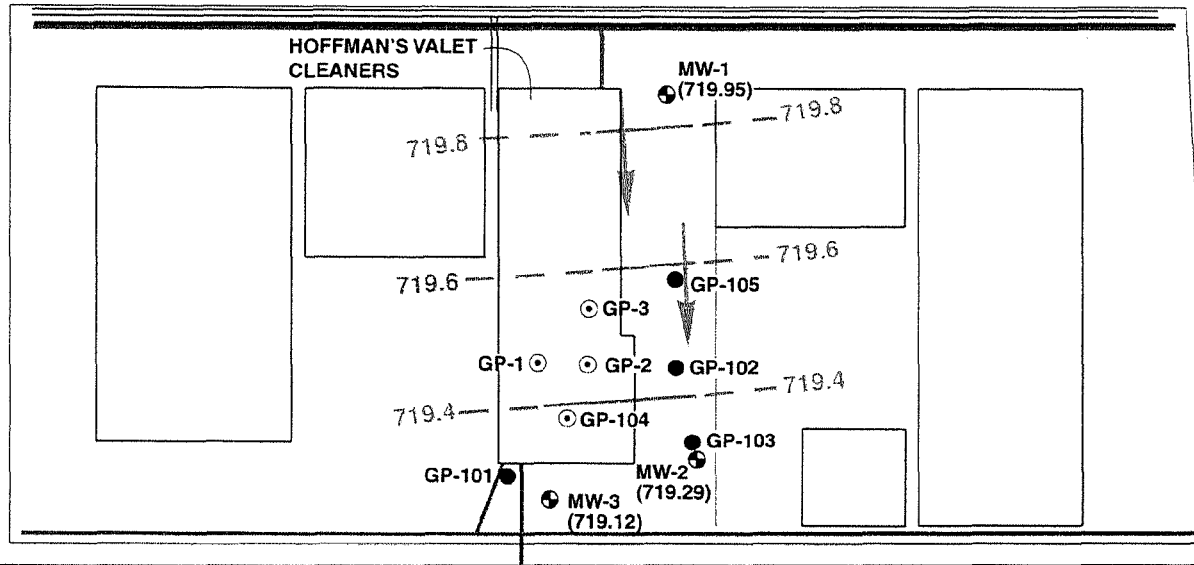 HOFFMAN'S VALET
CLEANERS
MW-1
(719.95)
719.8
719.8
719.6
719.6
GP-105
GP-3
GP-1
GP-2
GP-102
719.4
719.4
GP-104
GP-103
GP-101
MW-2
(719.29)
MW-3
(719.12)